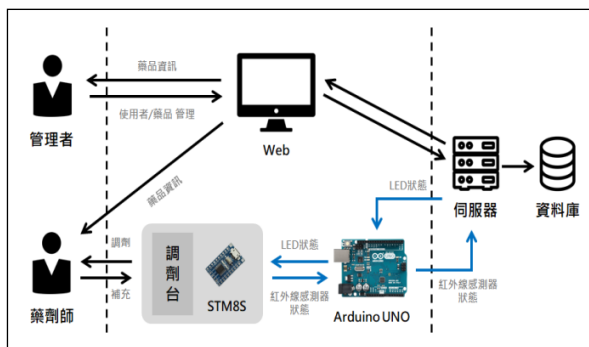 藥品資訊
使用者/藥品 管理
管理者
Web
藥品資訊
LED狀態
伺服器
資料庫
調劑
補充
藥劑師
調劑台
STM8S
LED狀態
紅外線感測器
狀態
Arduino UNO
紅外線感測器
狀態